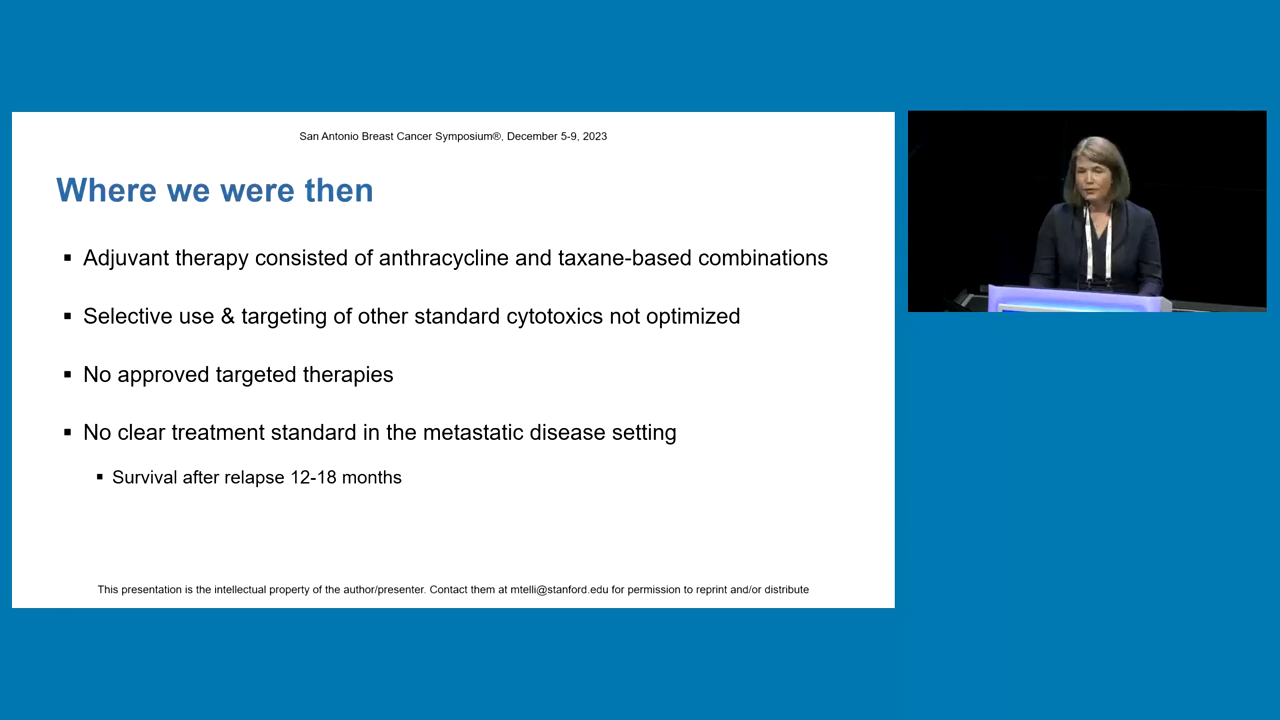 San Antonio Breast Cancer Symposium®, December 5-9, 2023
Where we were then
▪ Adjuvant therapy consisted of anthracycline and taxane-based combinations
▪ Selective use & targeting of other standard cytotoxics not optimized
▪ No approved targeted therapies
▪ No clear treatment standard in the metastatic disease setting
▪ Survival after relapse 12-18 months
This presentation is the intellectual property of the author/presenter. Contact them at mtelli@stanford.edu for permission to reprint and/or distribute